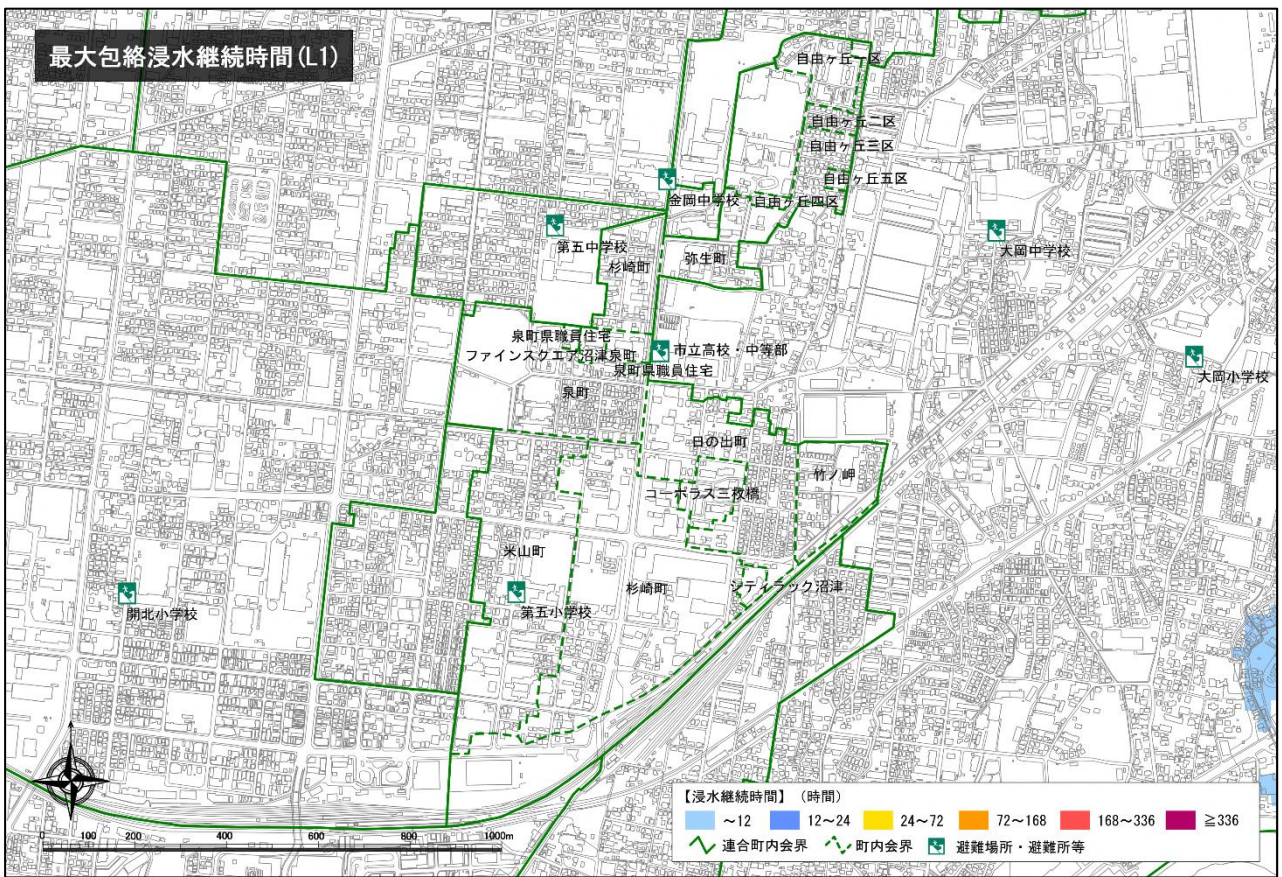 最大包絡浸水継続時間(L1)
自由ヶ丘一区
自由ヶ丘二区
自由ヶ丘三区
自由ヶ丘五区
金岡中学校
自由ヶ丘四区
第五中学校
杉崎町
弥生町
大岡中学校
泉町県職員住宅
ファインスクエア沼津泉町
市立高校・中等部
泉町県職員住宅
大岡小学校
泉町
日の出町
竹ノ岬
コーポラス三枚橋
米山町
杉崎町
シティラック沼津
開北小学校
第五小学校
0 100 200 400 600 800 1000m
【浸水継続時間】(時間)
~12 12~24 24~72 72~168 168~336 ≧336
連合町内会界 町内会界 避難場所・避難所等